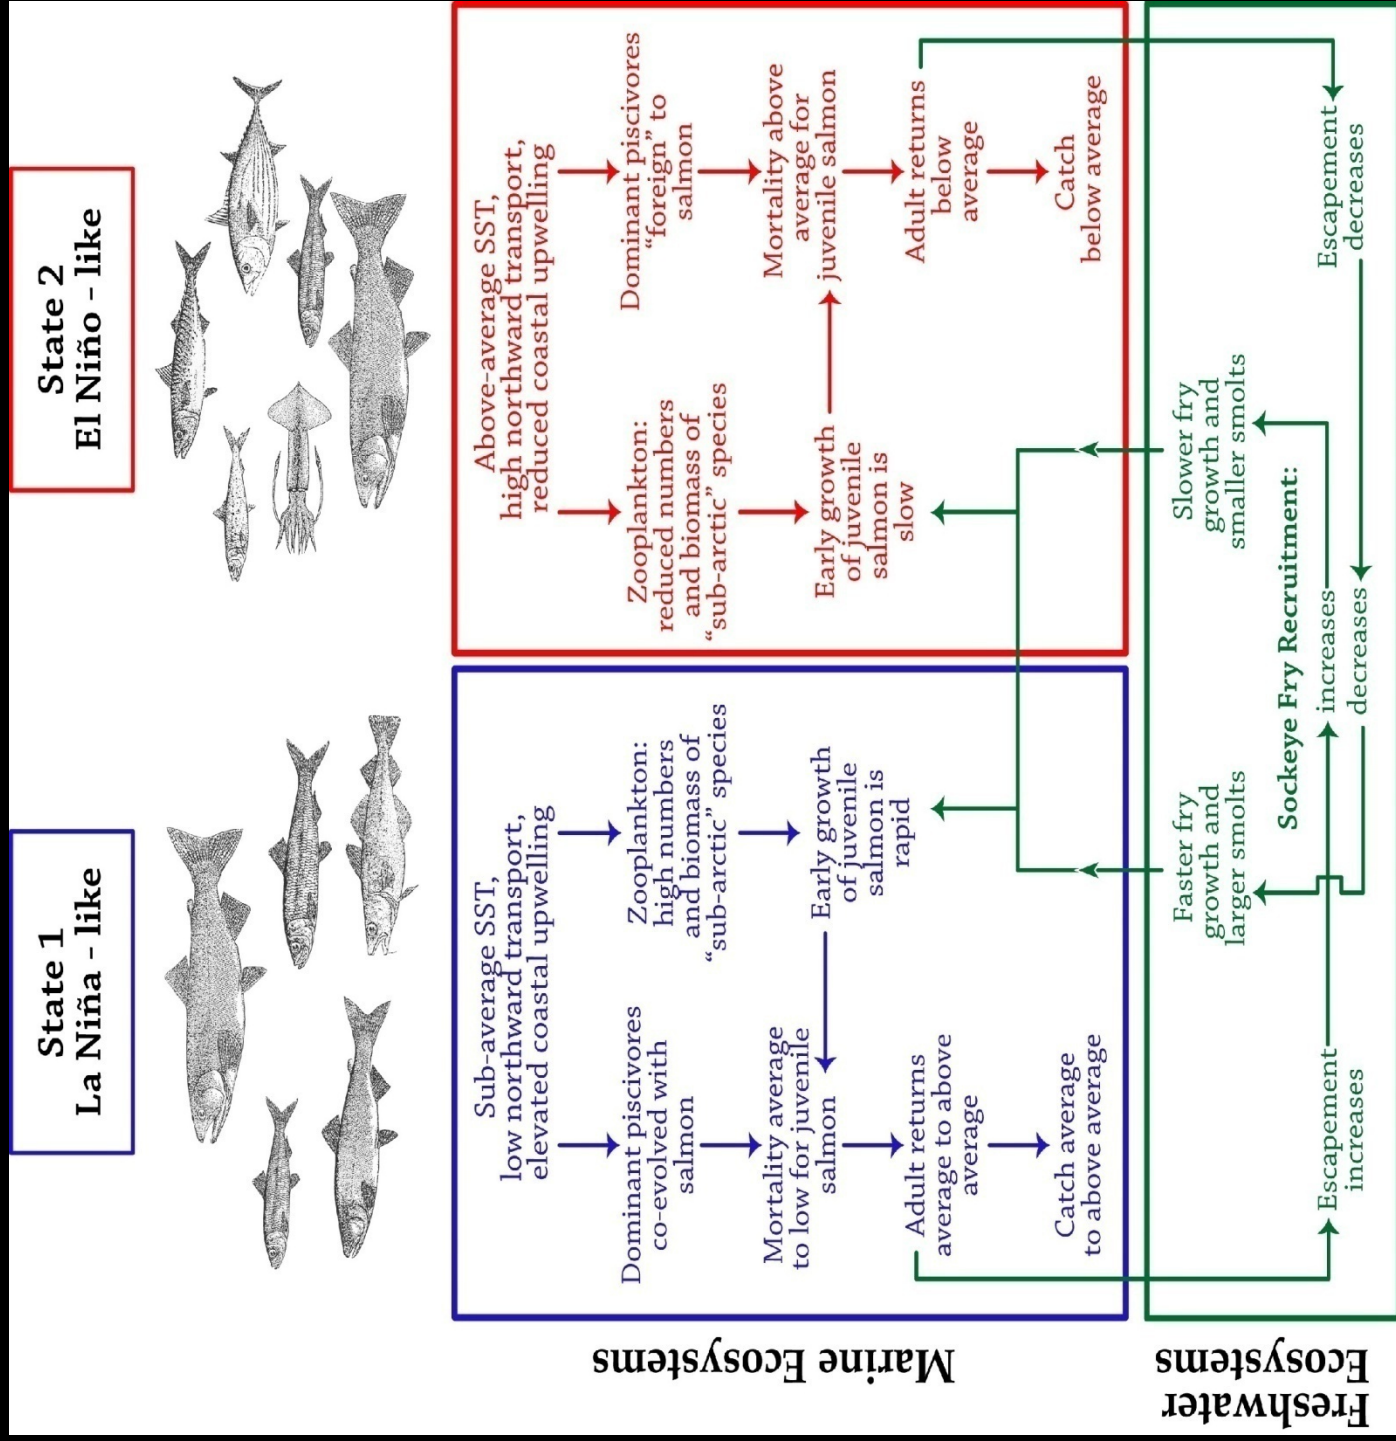 State 1
La Niña - like
State 2
El Niño - like
Marine Ecosystems
Sub-average SST,
low northward transport,
elevated coastal upwelling
Dominant piscivores
co-evolved with
salmon
Zooplankton:
high numbers
and biomass of
“sub-arctic” species
Mortality average
to low for juvenile
salmon
Early growth
of juvenile
salmon is
rapid
Adult returns
average to above
average
Catch average
to above average
Above-average SST,
high northward transport,
reduced coastal upwelling
Zooplankton:
reduced numbers
and biomass of
“sub-arctic” species
Dominant piscivores
“foreign” to
salmon
Early growth
of juvenile
salmon is
slow
Mortality above
average for
juvenile salmon
Adult returns
below
average
Catch
below average
Freshwater
Ecosystems
Faster fry
growth and
larger smolts
Slower fry
growth and
smaller smolts
Sockeye Fry Recruitment:
Escapement
increases
increases
decreases
Escapement
decreases